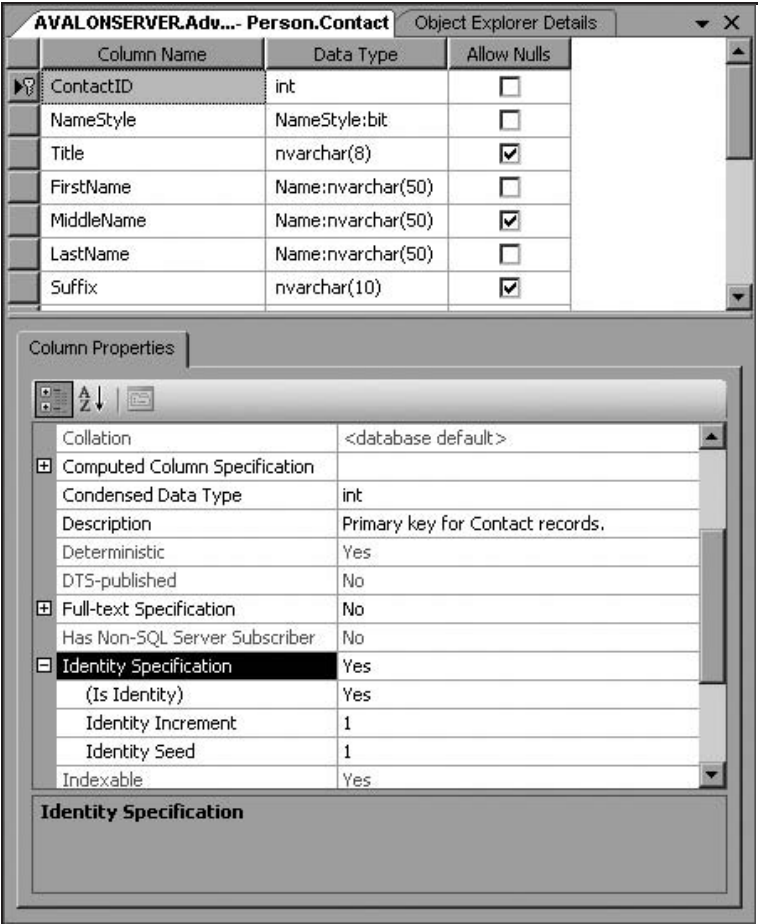 AVALONSERVER.Adv...- Person.Contact Object Explorer Details
Column Name Data Type Allow Nulls
ContactID int
NameStyle NameStyle:bit
Title nvarchar(8)
FirstName Name:nvarchar(50)
MiddleName Name:nvarchar(50)
LastName Name:nvarchar(50)
Suffix nvarchar(10)
Column Properties
A
Z
Collation <database default>
Computed Column Specification
Condensed Data Type int
Description Primary key for Contact records.
Deterministic Yes
DTS-published No
Full-text Specification No
Has Non-SQL Server Subscriber No
Identity Specification Yes
(Is Identity) Yes
Identity Increment 1
Identity Seed 1
Indexable Yes
Identity Specification